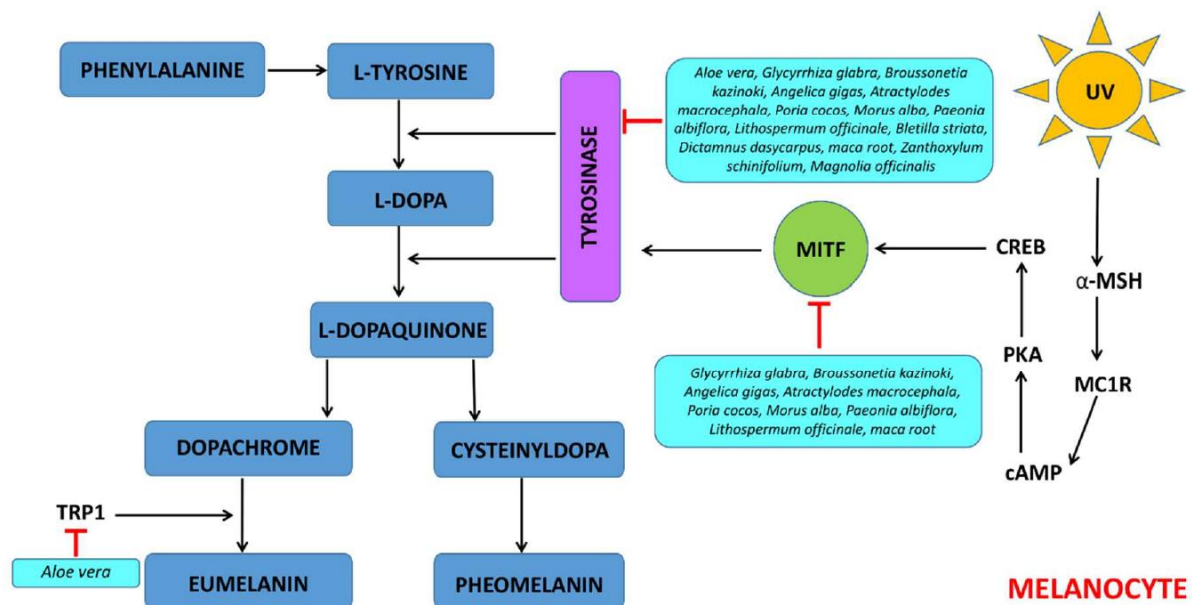 PHENYLALANINE
L-TYROSINE
L-DOPA
L-DOPAQUINONE
DOPACHROME
CYSTEINYLDOPA
TRP1
Aloe vera
EUMELANIN
PHEOMELANIN
TYROSINASE
Aloe vera, Glycyrrhiza glabra, Broussonetia
kazinoki, Angelica gigas, Atractylodes
macrocephala, Poria cocos, Morus alba, Paeonia
albiflora, Lithospermum officinale, Bletilla striata,
Dictamnus dasycarpus, maca root, Zanthoxylum
schinifolium, Magnolia officinalis
MITF
Glycyrrhiza glabra, Broussonetia kazinoki,
Angelica gigas, Atractylodes macrocephala,
Poria cocos, Morus alba, Paeonia albiflora,
Lithospermum officinale, maca root
UV
α-MSH
MC1R
cAMP
PKA
CREB
MELANOCYTE